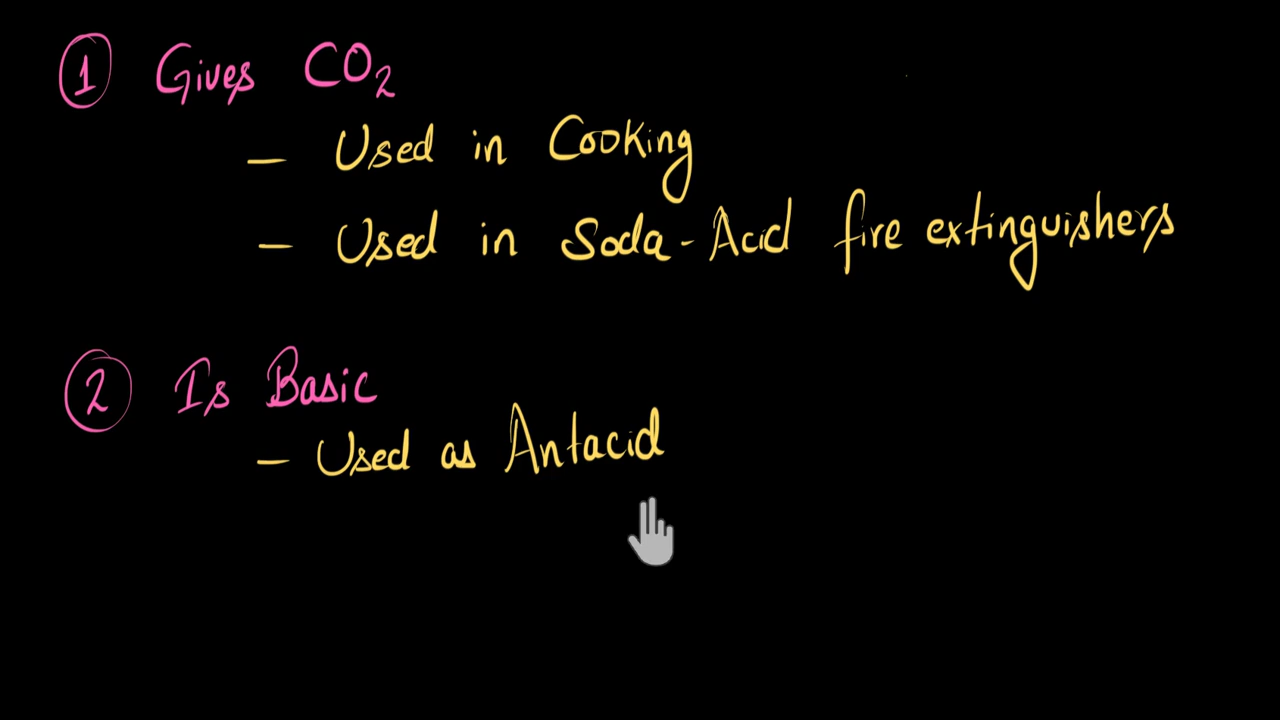 ① Gives CO₂
– Used in Cooking
– Used in Soda-Acid fire extinguishers
② Is Basic
– Used as Antacid